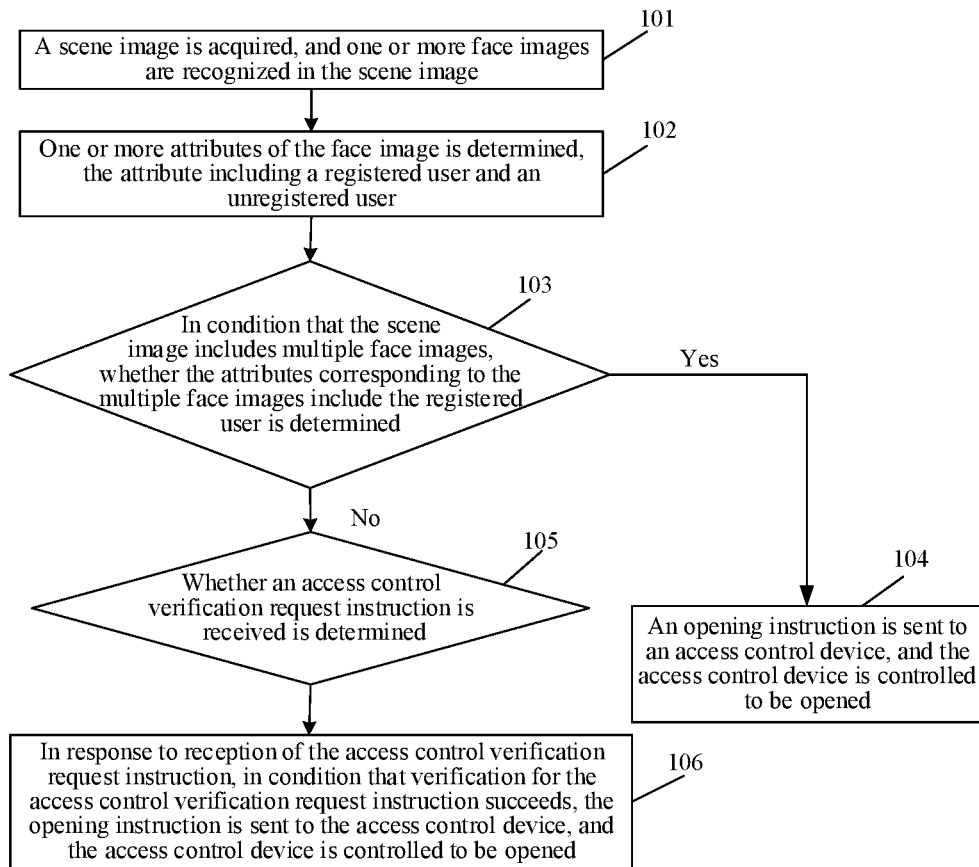 101
A scene image is acquired, and one or more face images
are recognized in the scene image
102
One or more attributes of the face image is determined,
the attribute including a registered user and an
unregistered user
103
In condition that the scene
image includes multiple face images,
whether the attributes corresponding to the
multiple face images include the registered
user is determined
Yes
No
105
Whether an access control
verification request instruction is
received is determined
104
An opening instruction is sent to
an access control device, and the
access control device is controlled
to be opened
In response to reception of the access control verification
request instruction, in condition that verification for the
access control verification request instruction succeeds, the
opening instruction is sent to the access control device, and
the access control device is controlled to be opened
106